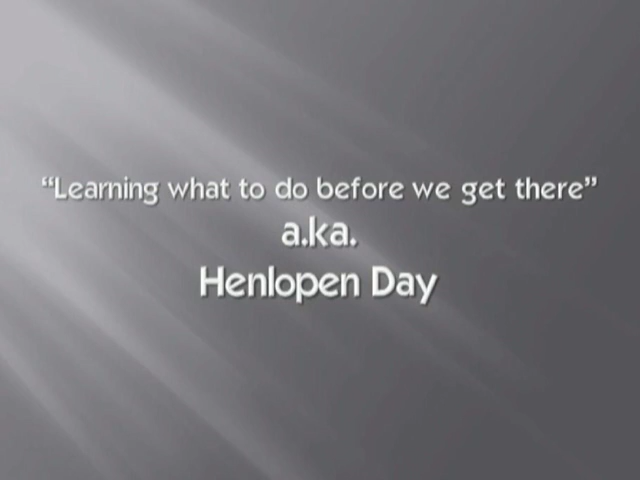 “Learning what to do before we get there”
a.ka.
Henlopen Day